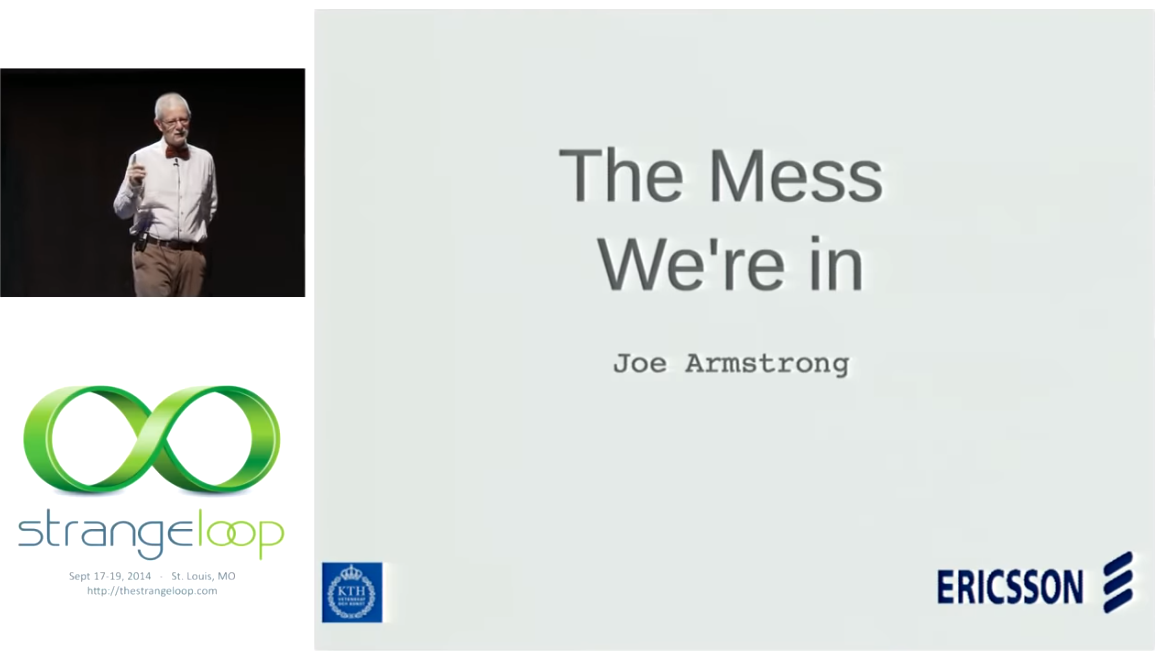 The Mess
We're in
Joe Armstrong
strangeloop
Sept 17-19, 2014 - St. Louis, MO
http://thestrangeloop.com
KTH
VETENSKAP
OCH KONST
ERICSSON